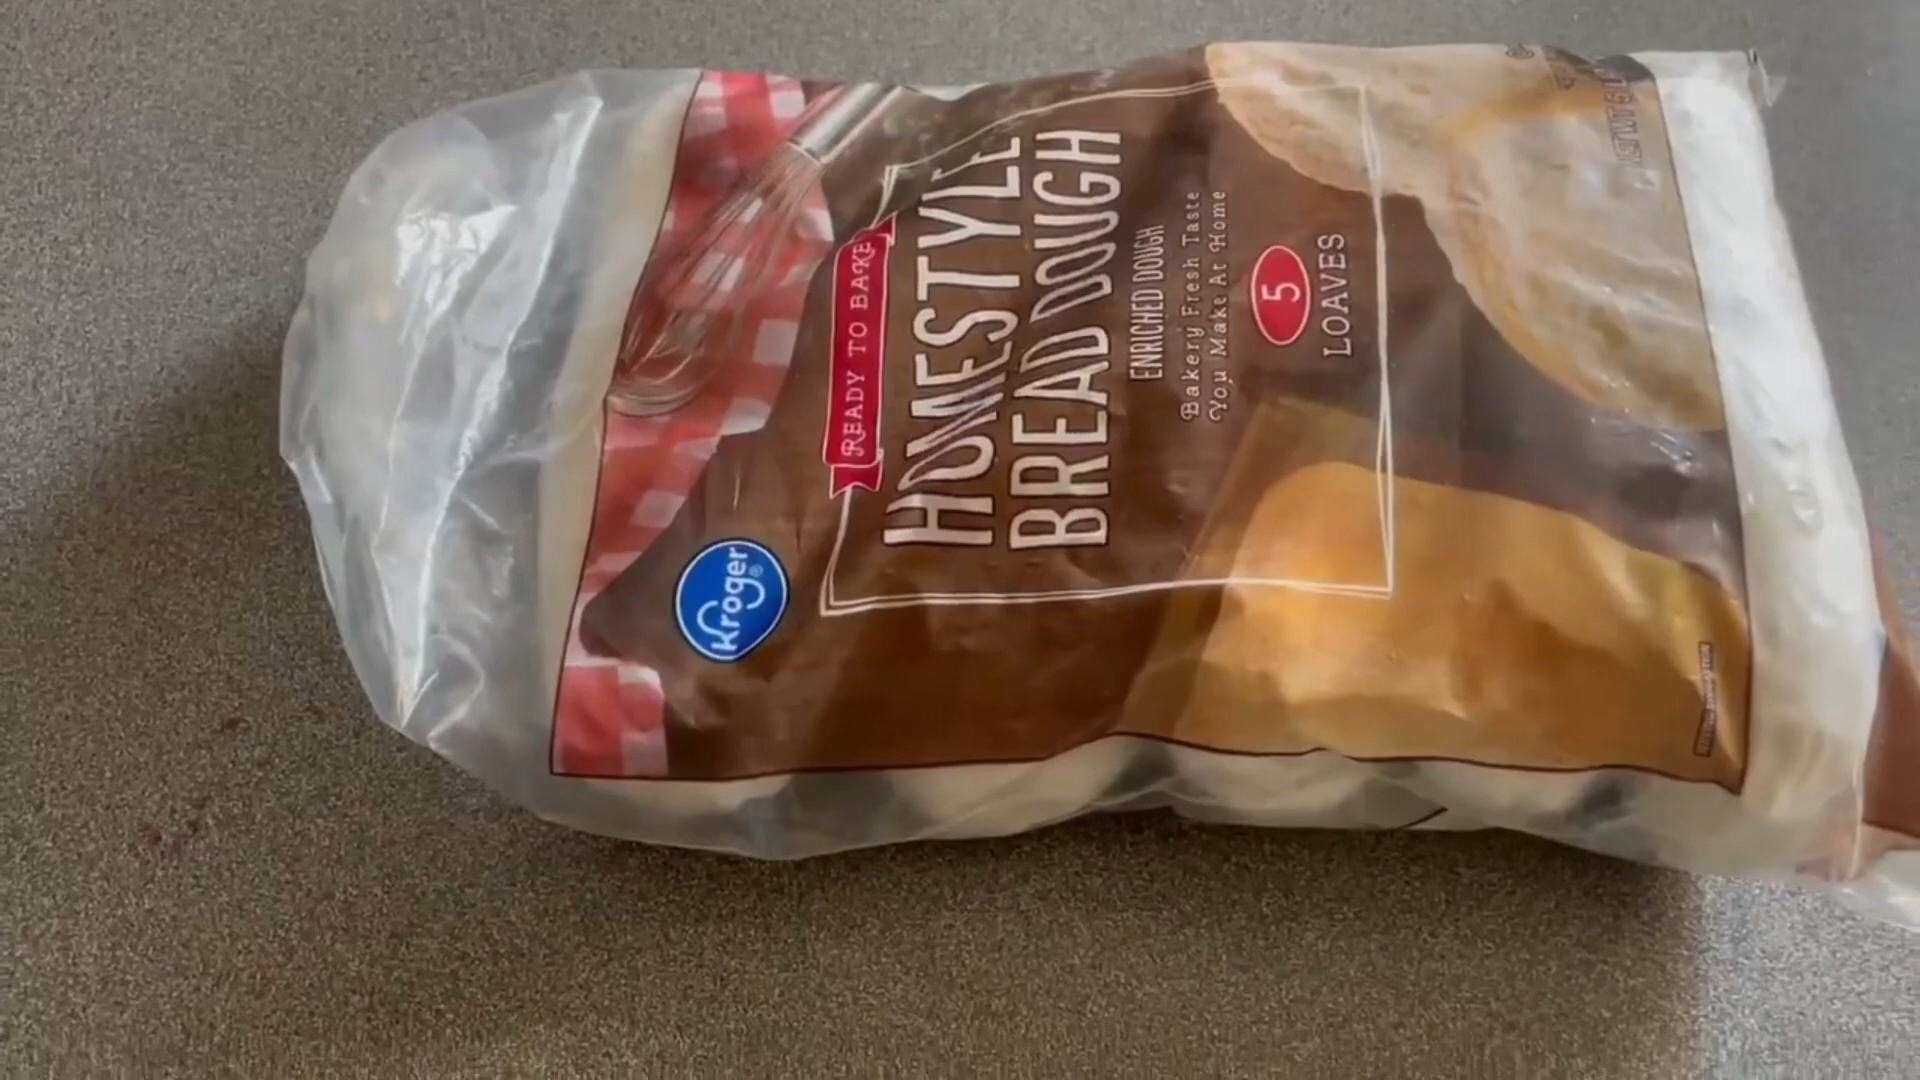 Kroger®
READY TO BAKE
HOMESTYLE
BREAD DOUGH
ENRICHED DOUGH
Bakery Fresh Taste
You Make At Home
5
LOAVES